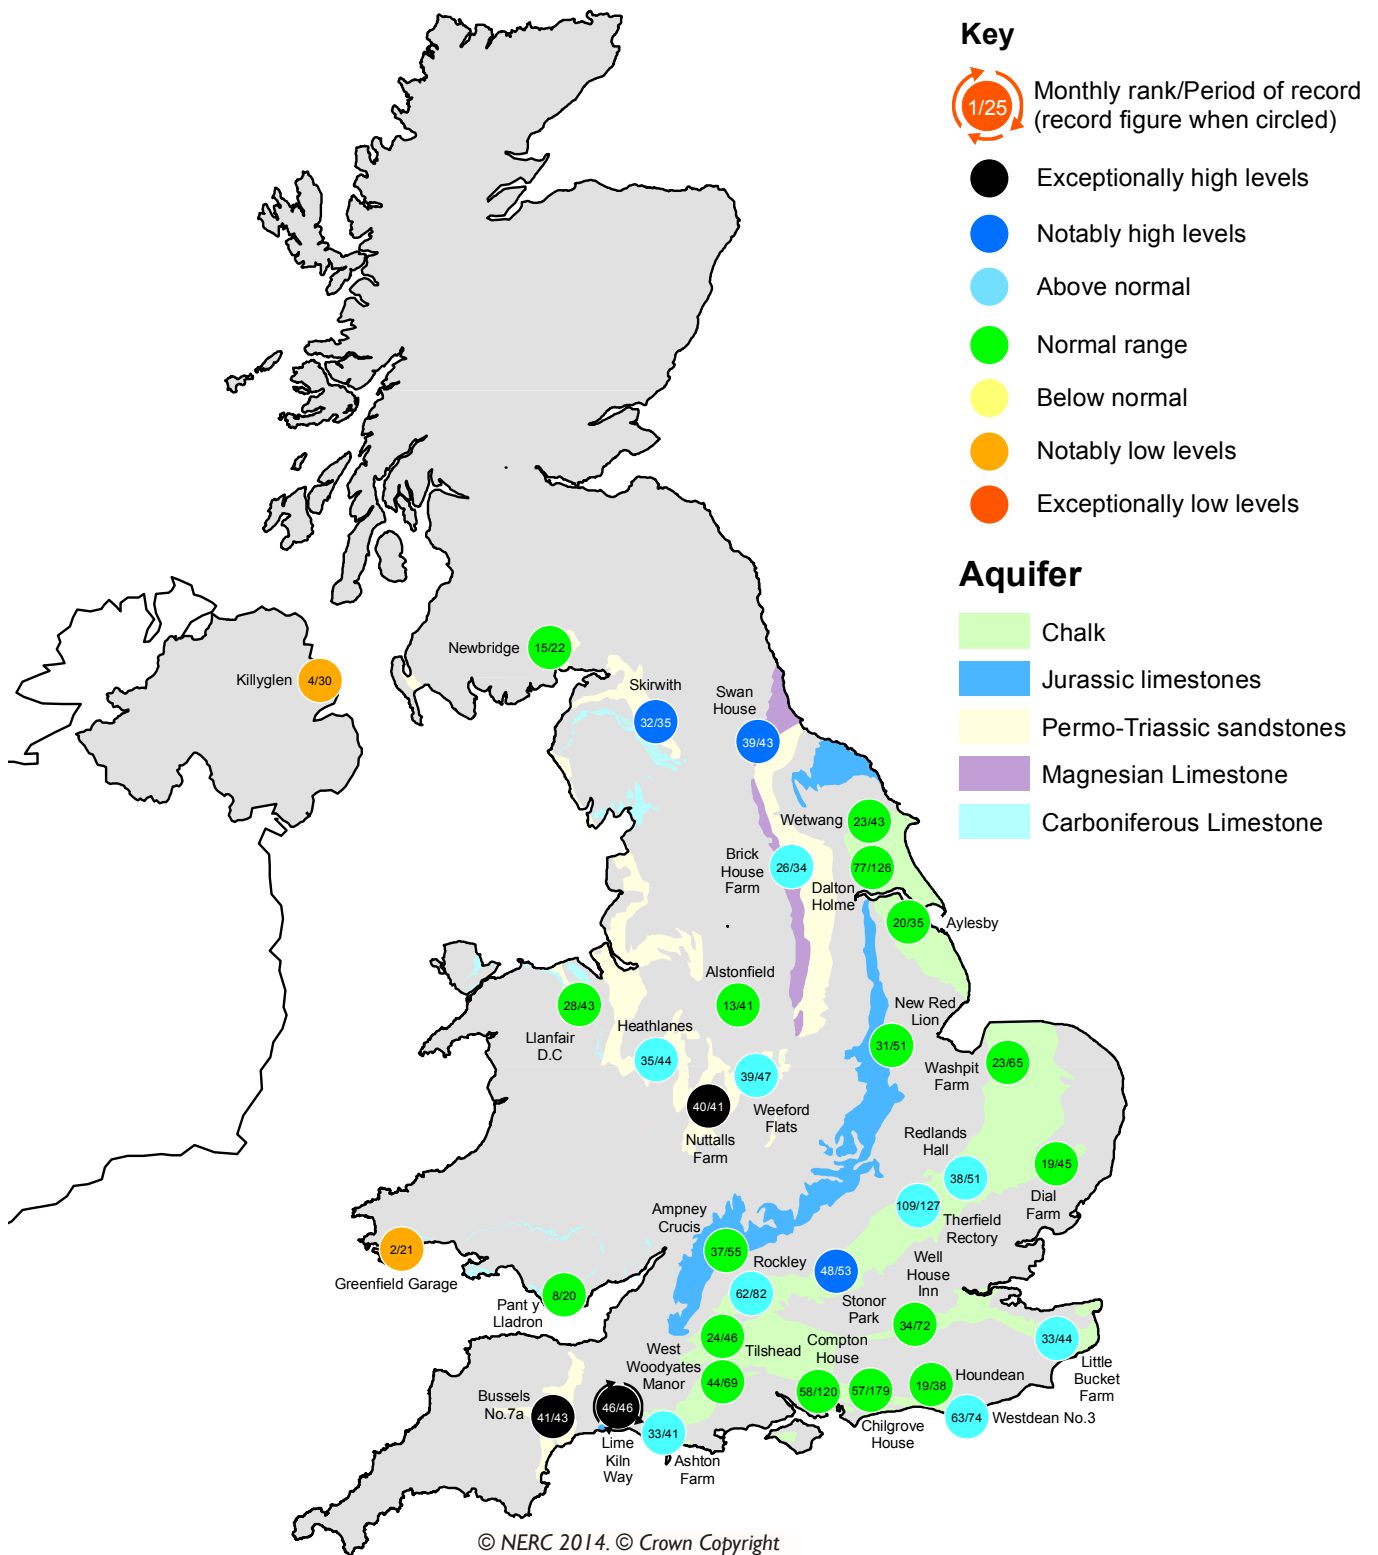 Key
1/25
Monthly rank/Period of record
(record figure when circled)
Exceptionally high levels
Notably high levels
Above normal
Normal range
Below normal
Notably low levels
Exceptionally low levels
Aquifer
Chalk
Jurassic limestones
Permo-Triassic sandstones
Magnesian Limestone
Carboniferous Limestone
Newbridge
15/22
Killyglen
4/30
Skirwith
32/35
Swan
House
39/43
Wetwang
23/43
Brick
House
Farm
26/34
77/126
Dalton
Holme
20/35
Aylesby
Alstonfield
13/41
28/43
Llanfair
D.C
Heathlanes
35/44
New Red
Lion
31/51
39/47
Weeford
Flats
Washpit
Farm
23/65
40/41
Nuttalls
Farm
Redlands
Hall
38/51
19/45
Dial
Farm
109/127
Therfield
Rectory
Ampney
Crucis
37/55
2/21
Greenfield Garage
Rockley
62/82
48/53
Stonor
Park
Well
House
Inn
34/72
8/20
Pant y
Lladron
24/46
Tilshead
Compton
House
33/44
Little
Bucket
Farm
West
Woodyates
Manor
44/69
58/120
57/179
Chilgrove
House
19/38
Houndean
63/74
Westdean No.3
Bussels
No.7a
41/43
46/46
Lime
Kiln
Way
33/41
Ashton
Farm
© NERC 2014. © Crown Copyright